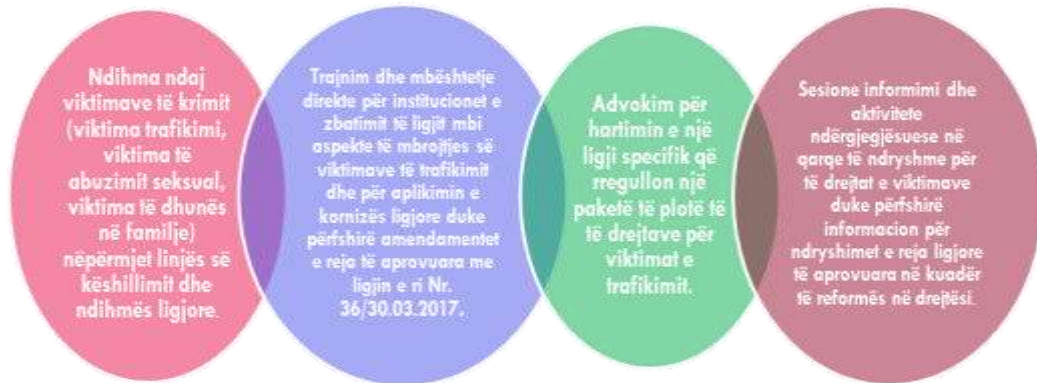 Ndihma ndaj
viktimave të krimit
(viktima trafikimi,
viktima të
abuzimit seksual,
viktima të dhunës
në familje)
nëpërmjet linjës së
këshillimit dhe
ndihmës ligjore.
Trajnim dhe mbështetje
direkte për institucionet e
zbatimit të ligjit mbi
aspekte të mbrojtjes së
viktimave të trafikimit
dhe për aplikimin e
kornizës ligjore duke
përfshirë amendamentet
e reja të aprovuara me
ligjin e ri Nr.
36/30.03.2017.
Advokim për
hartimin e një
ligji specifik që
rregullon një
paketë të plotë të
të drejtave për
viktimat e
trafikimit.
Sesione informimi dhe
aktivitete
ndërgjegjësuese në
qarqe të ndryshme për
të drejtat e viktimave
duke përfshirë
informacion për
ndryshimet e reja ligjore
të aprovuara në kuadër
të reformës në drejtësi.